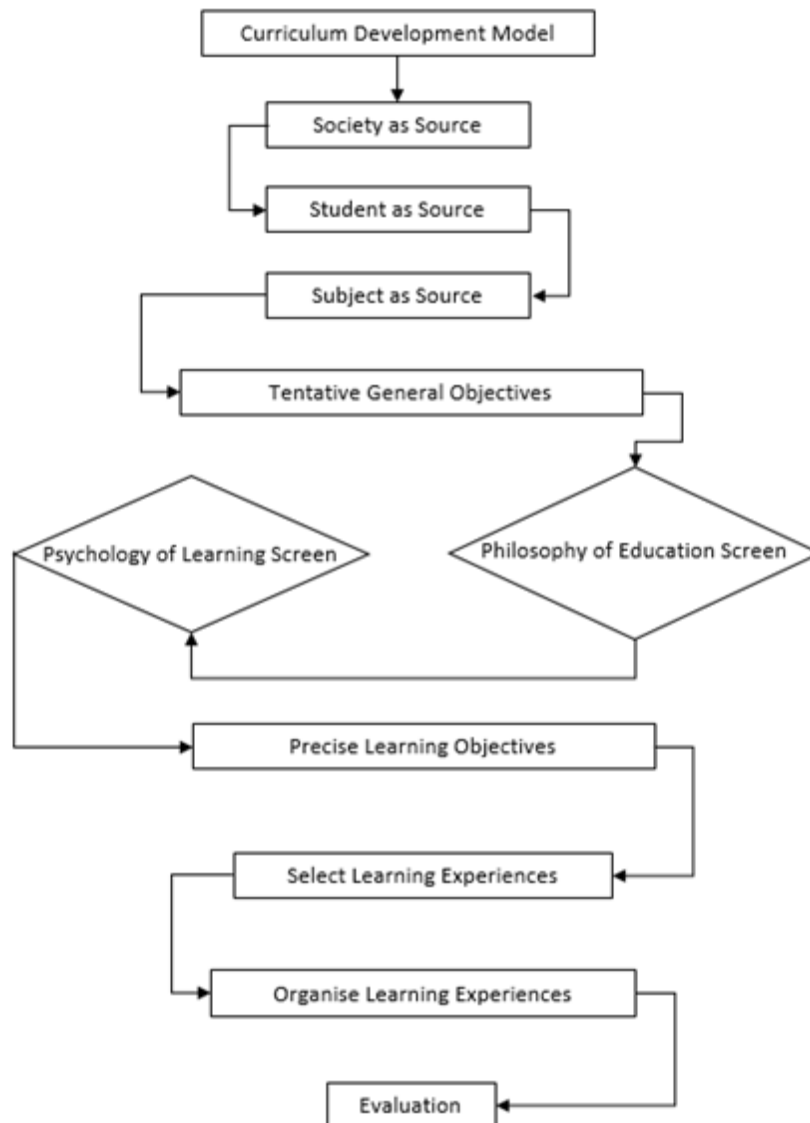 Curriculum Development Model
Society as Source
Student as Source
Subject as Source
Tentative General Objectives
Psychology of Learning Screen
Philosophy of Education Screen
Precise Learning Objectives
Select Learning Experiences
Organise Learning Experiences
Evaluation